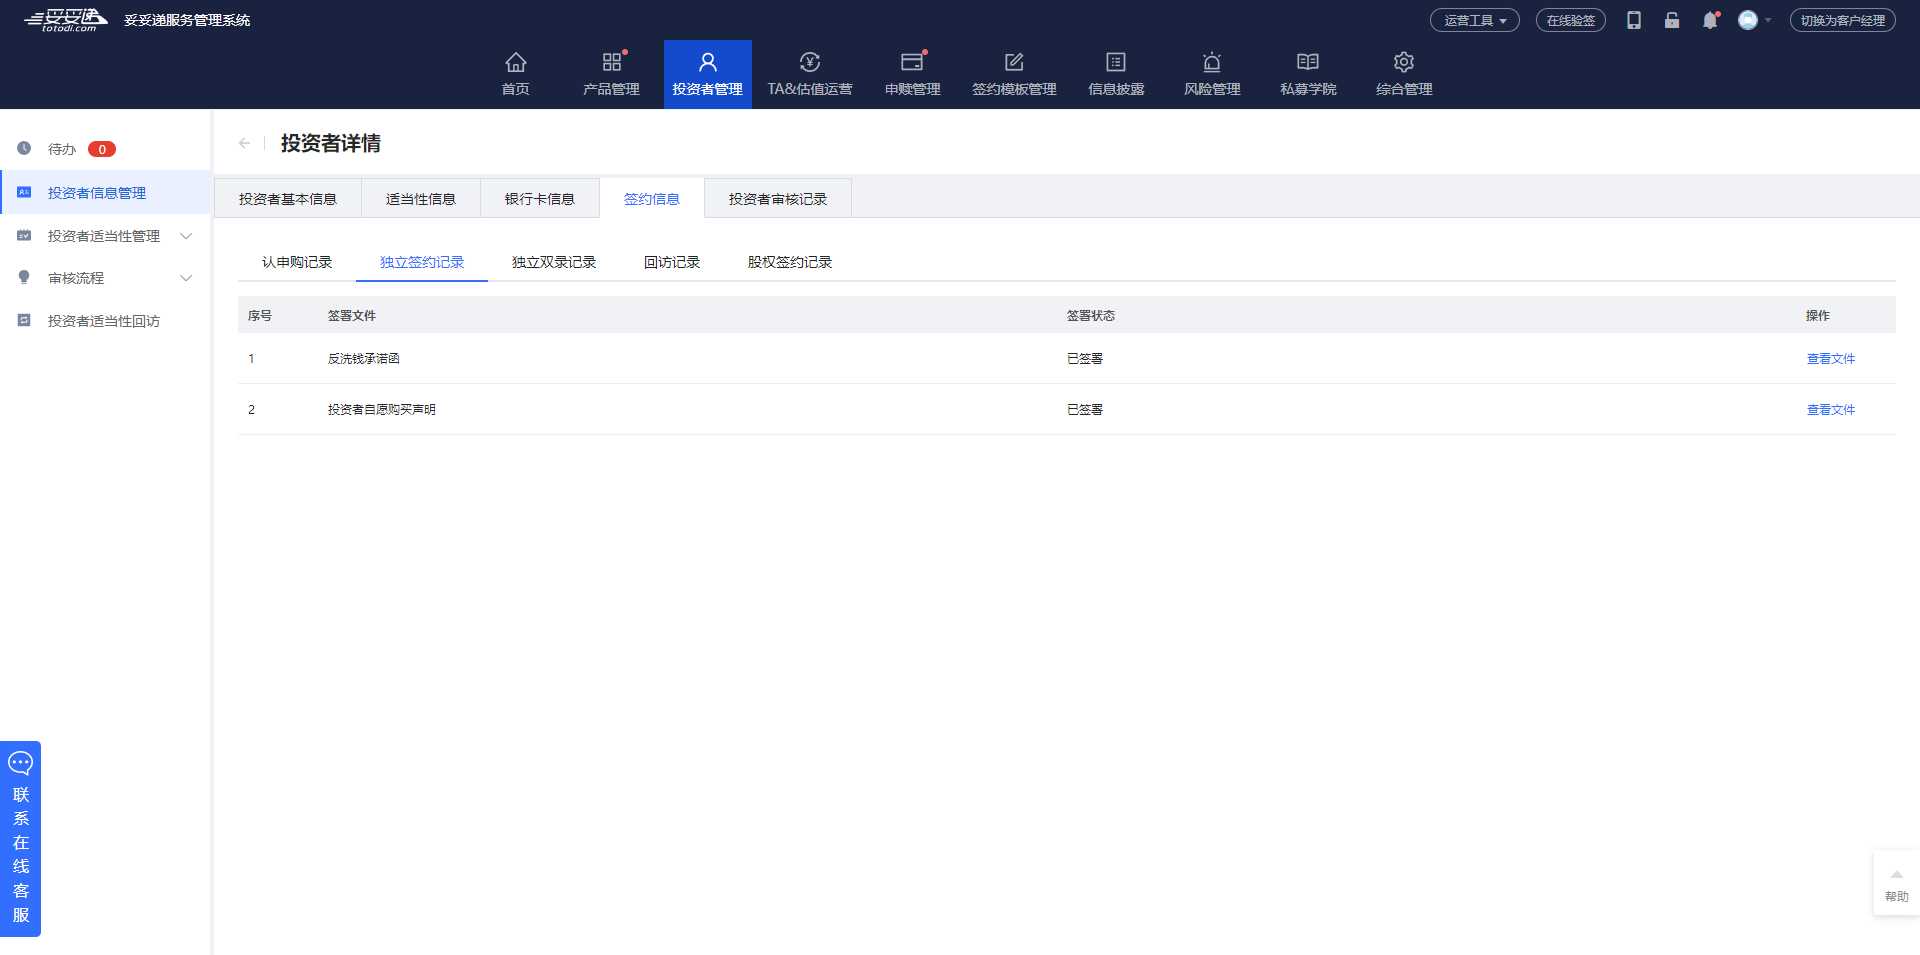 妥妥递
totodi.com
妥妥递服务管理系统
运营工具
在线验签
切换为客户经理
首页
产品管理
投资者管理
TA&估值运营
申赎管理
签约模板管理
信息披露
风险管理
私募学院
综合管理
待办 0
投资者信息管理
投资者适当性管理
审核流程
投资者适当性回访
投资者详情
投资者基本信息
适当性信息
银行卡信息
签约信息
投资者审核记录
认申购记录
独立签约记录
独立双录记录
回访记录
股权签约记录
序号 签署文件 签署状态 操作
1 反洗钱承诺函 已签署 查看文件
2 投资者自愿购买声明 已签署 查看文件
联系在线客服
帮助